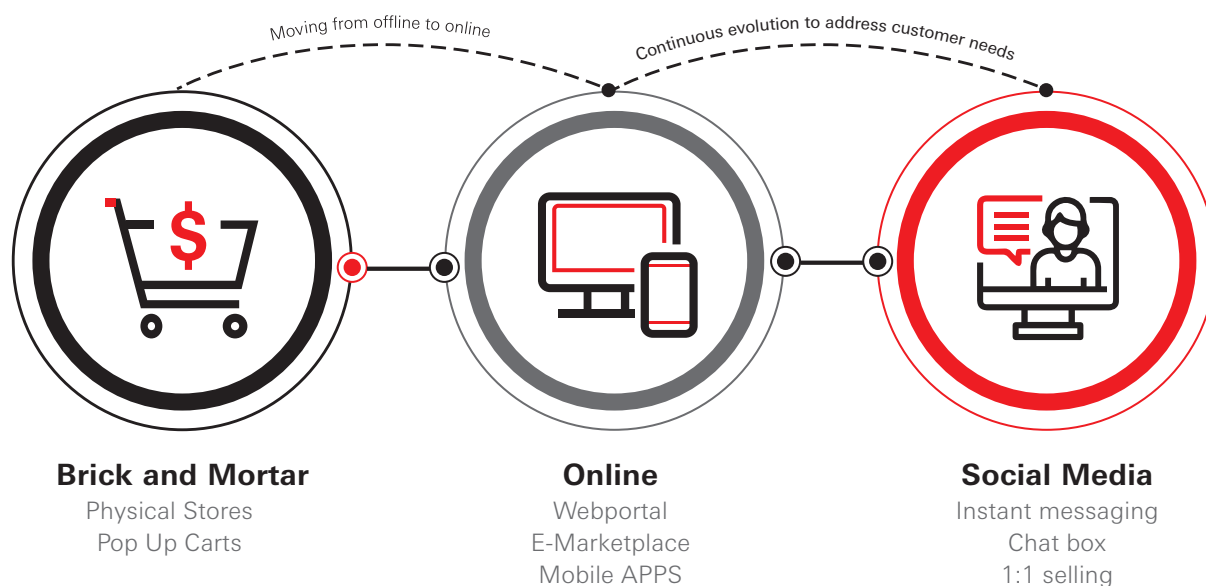 Moving from offline to online
Continuous evolution to address customer needs
$
Brick and Mortar
Physical Stores
Pop Up Carts
Online
Webportal
E-Marketplace
Mobile APPS
Social Media
Instant messaging
Chat box
1:1 selling